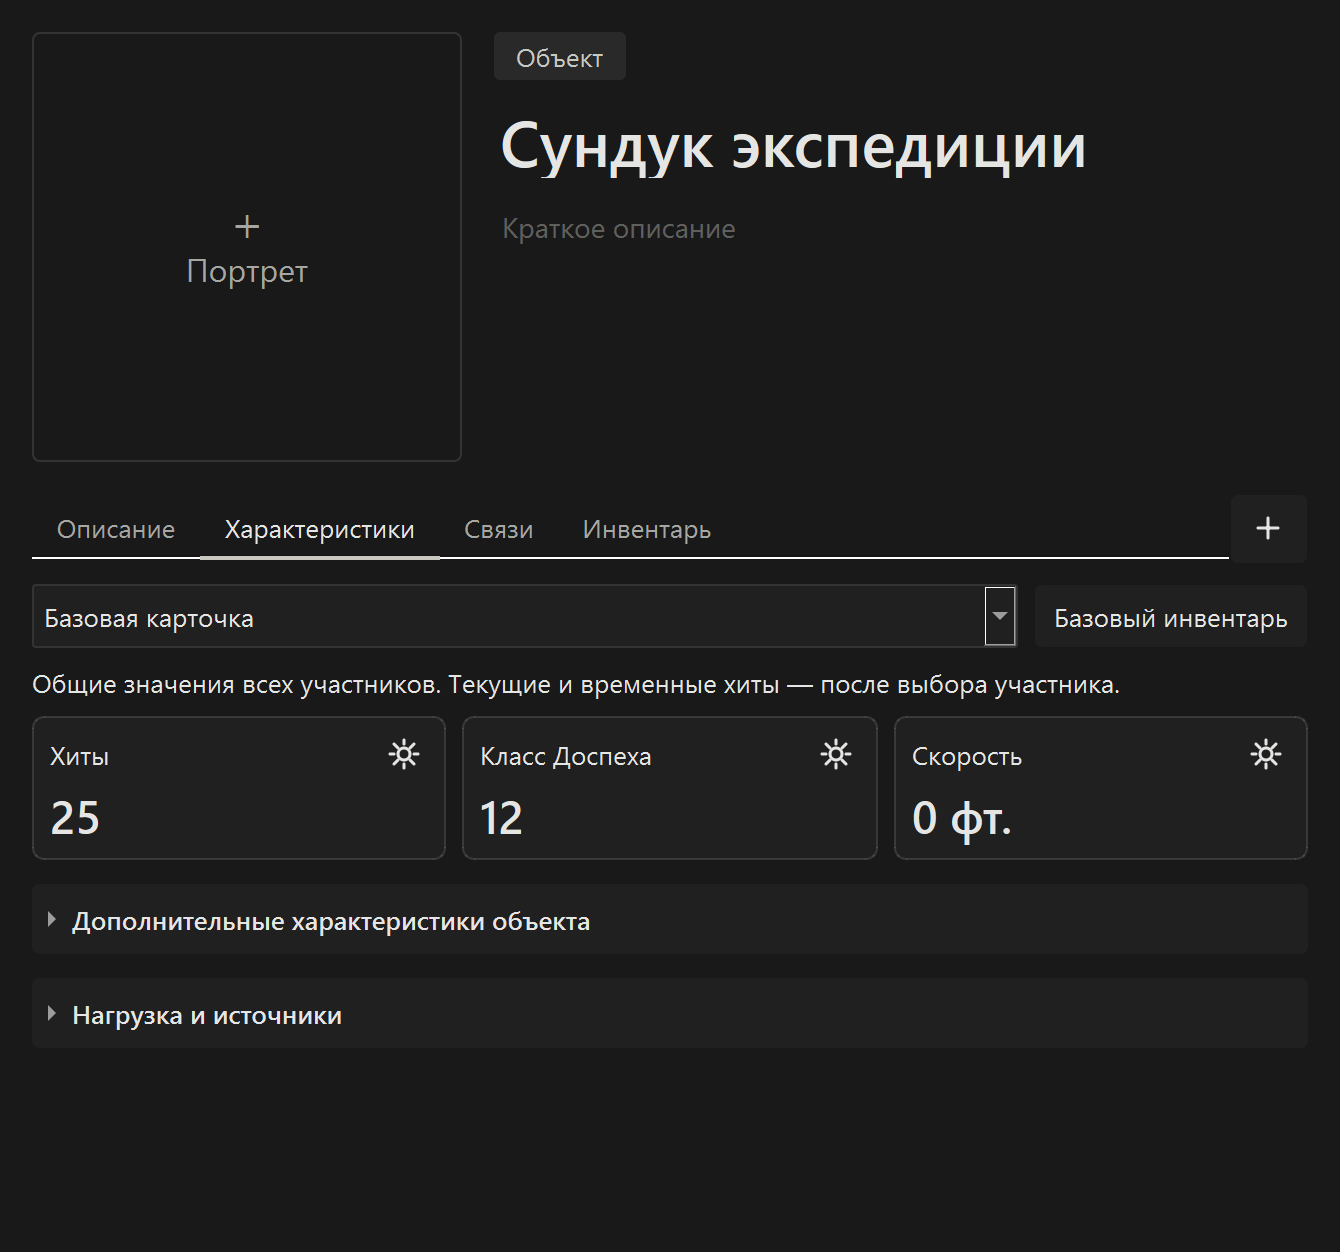 Объект
Сундук экспедиции
Краткое описание
+
Портрет
Описание Характеристики Связи Инвентарь +
Базовая карточка Базовый инвентарь
Общие значения всех участников. Текущие и временные хиты — после выбора участника.
Хиты Класс Доспеха Скорость
25 12 0 фт.
Дополнительные характеристики объекта
Нагрузка и источники